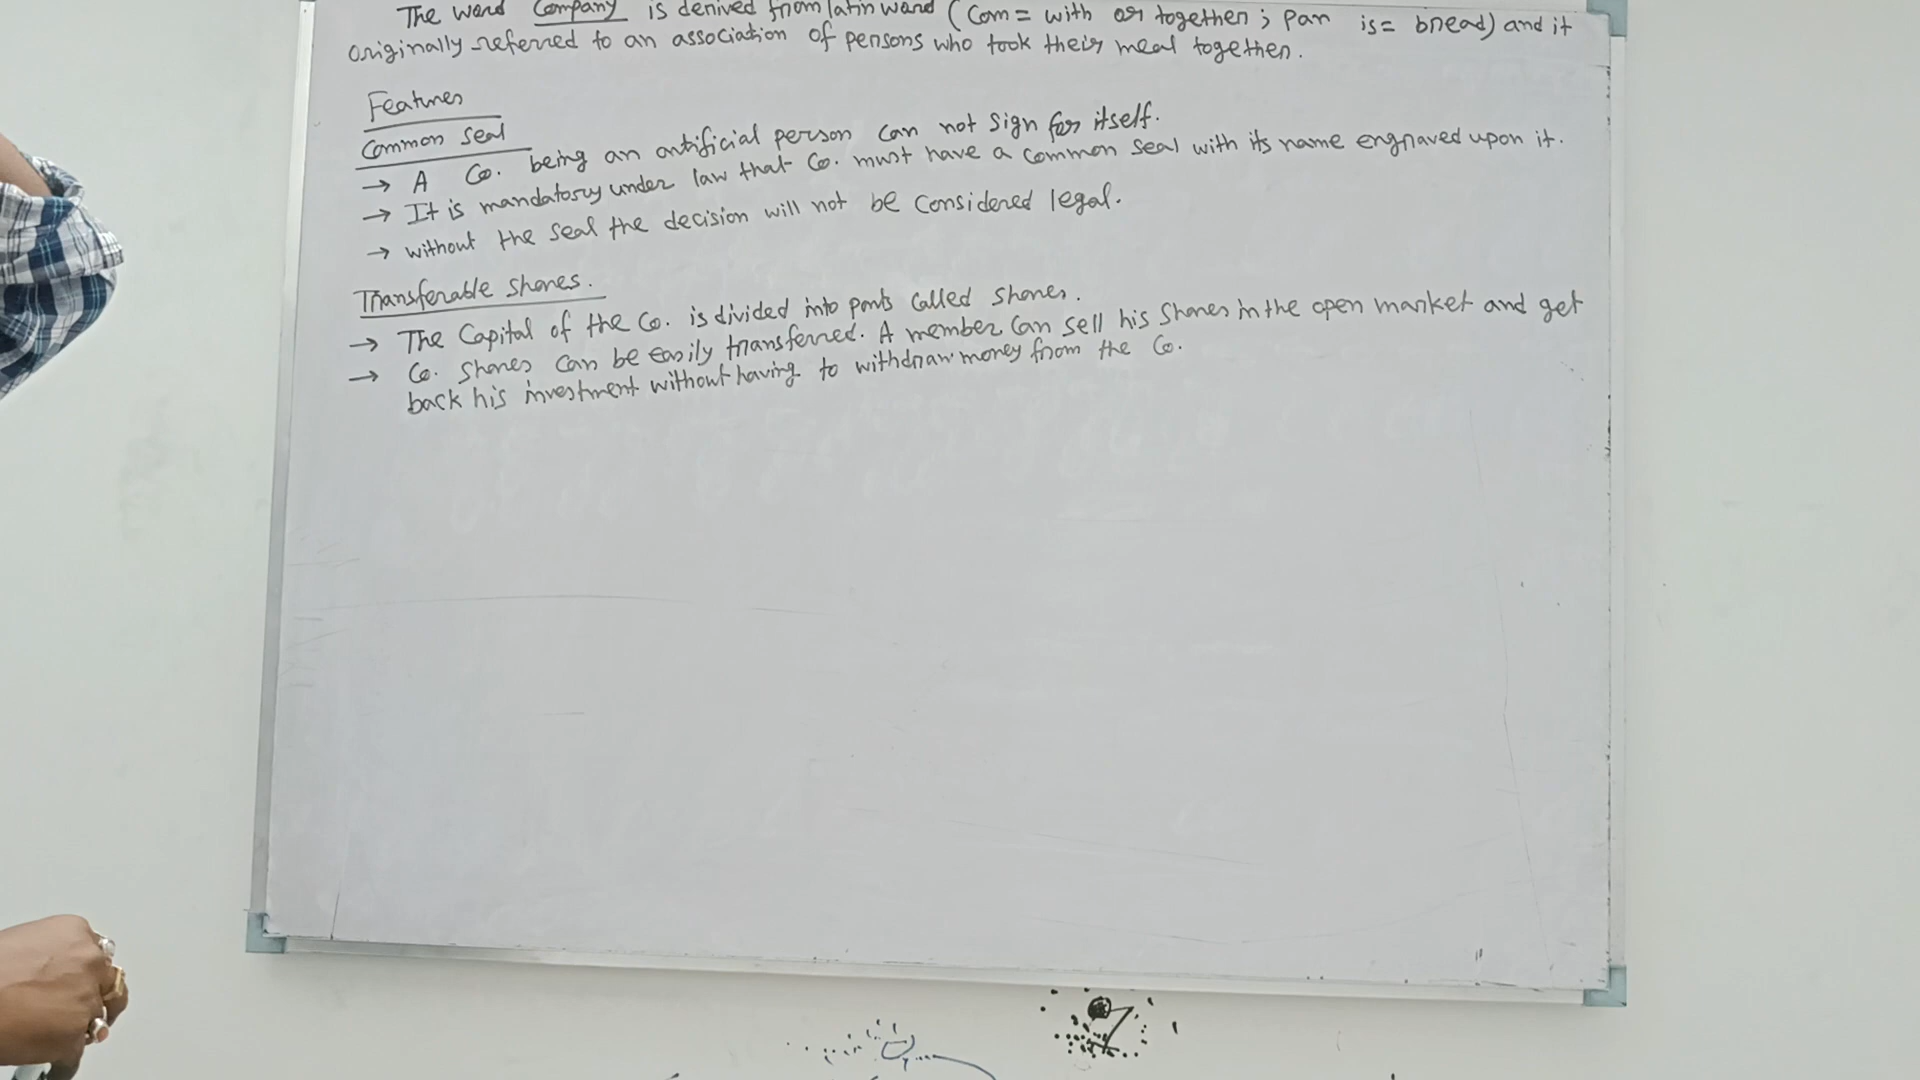 The word Company is derived from latin word (Com = with or together ; pan is = bread) and it
originally referred to an association of persons who took their meal together.
Features
Common seal
→ A Co. being an artificial person can not sign for itself.
→ It is mandatory under law that Co. must have a common seal with its name engraved upon it.
→ without the seal the decision will not be considered legal.
Transferable shares.
→ The Capital of the Co. is divided into parts called shares.
→ Co. shares can be easily transferred. A member can sell his shares in the open market and get
back his investment without having to withdraw money from the Co.